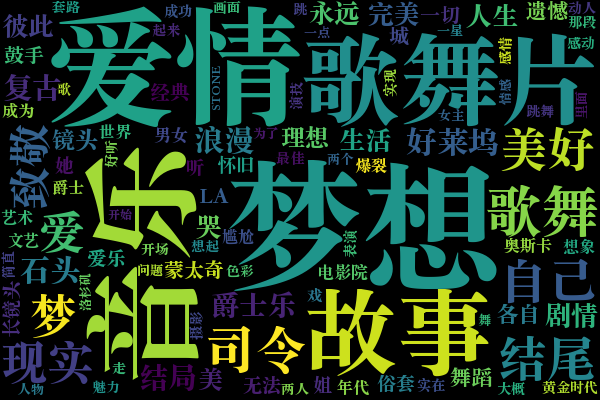 套路
成功
画面
跳
永远
完美
一切
人生
遗憾
动人
那段
彼此
起来
一点
城
一星
感情
感动
鼓手
爱情
歌舞片
复古
歌
经典
STONE
演技
实现
情感
跳舞
里面
成为
女主
致敬
镜头
世界
男女
浪漫
为了
理想
生活
好莱坞
美好
好听
她
听
怀旧
最佳
两个
爆裂
爵士
音乐
LA
梦想
歌舞
艺术
爱
开始
哭
尴尬
文艺
开场
想起
表演
奥斯卡
想象
简直
石头
爱乐
问题
蒙太奇
色彩
电影院
自己
长镜头
梦
洛杉矶
爵士乐
戏
故事
各自
剧情
摄影
舞
现实
走
司令
结尾
结局
美
舞蹈
人物
魅力
无法
两人
姐
年代
俗套
实在
大概
黄金时代